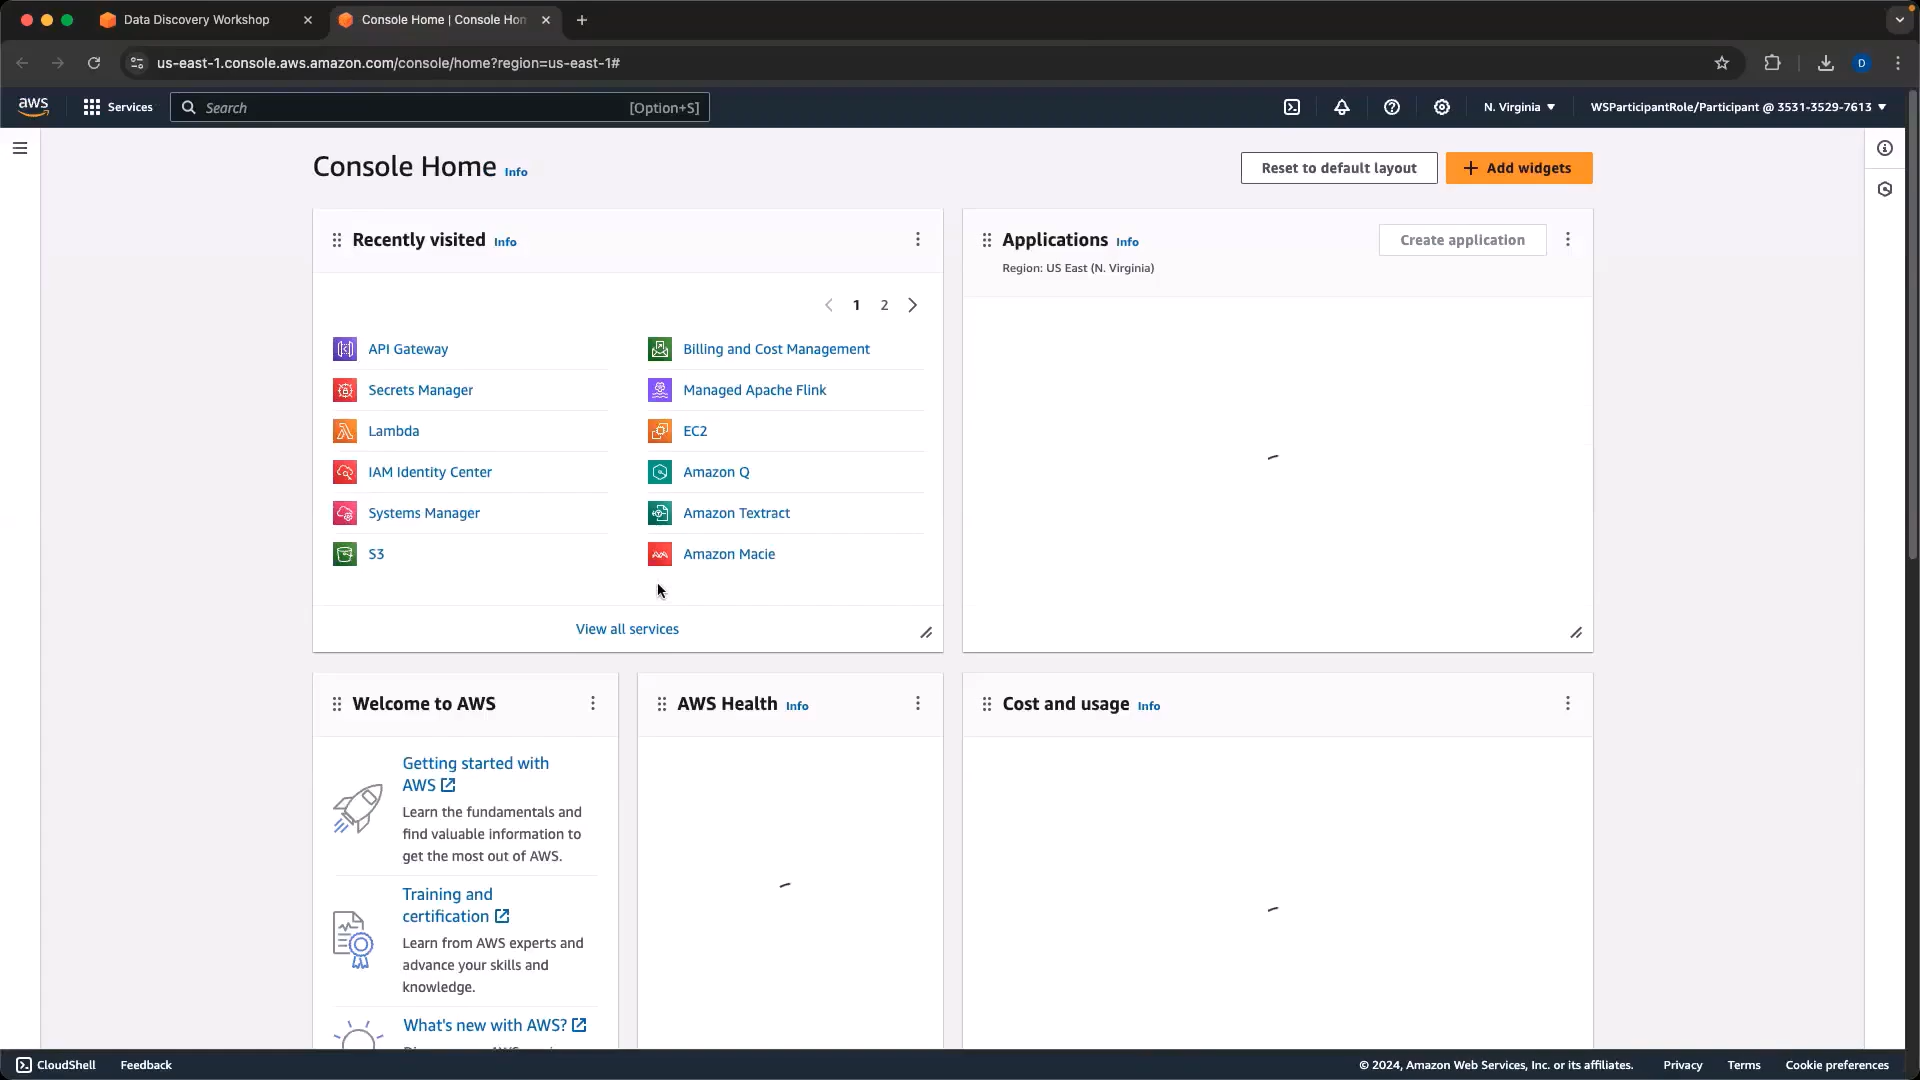 Data Discovery Workshop
Console Home | Console Hom
us-east-1.console.aws.amazon.com/console/home?region=us-east-1#
D
aws
Services
Search
[Option+S]
N. Virginia
WSParticipantRole/Participant @ 3531-3529-7613
Console Home Info
Reset to default layout
Add widgets
Recently visited Info
1 2
API Gateway
Secrets Manager
Lambda
IAM Identity Center
Systems Manager
S3
Billing and Cost Management
Managed Apache Flink
EC2
Amazon Q
Amazon Textract
Amazon Macie
View all services
Applications Info
Region: US East (N. Virginia)
Create application
Welcome to AWS
Getting started with
AWS
Learn the fundamentals and
find valuable information to
get the most out of AWS.
Training and
certification
Learn from AWS experts and
advance your skills and
knowledge.
What's new with AWS?
AWS Health Info
Cost and usage Info
CloudShell
Feedback
© 2024, Amazon Web Services, Inc. or its affiliates.
Privacy
Terms
Cookie preferences